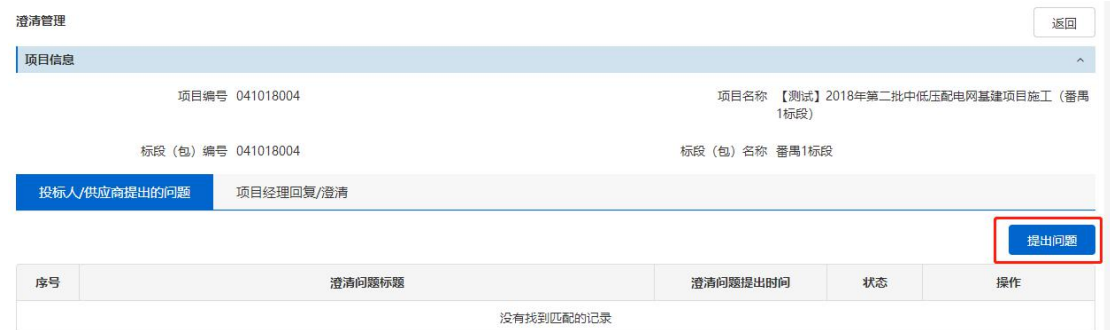 澄清管理
返回
项目信息
项目编号 041018004
项目名称 【测试】2018年第二批中低压配电网基建项目施工（番禺
1标段）
标段（包）编号 041018004
标段（包）名称 番禺1标段
投标人/供应商提出的问题 项目经理回复/澄清
提出问题
序号 澄清问题标题 澄清问题提出时间 状态 操作
没有找到匹配的记录